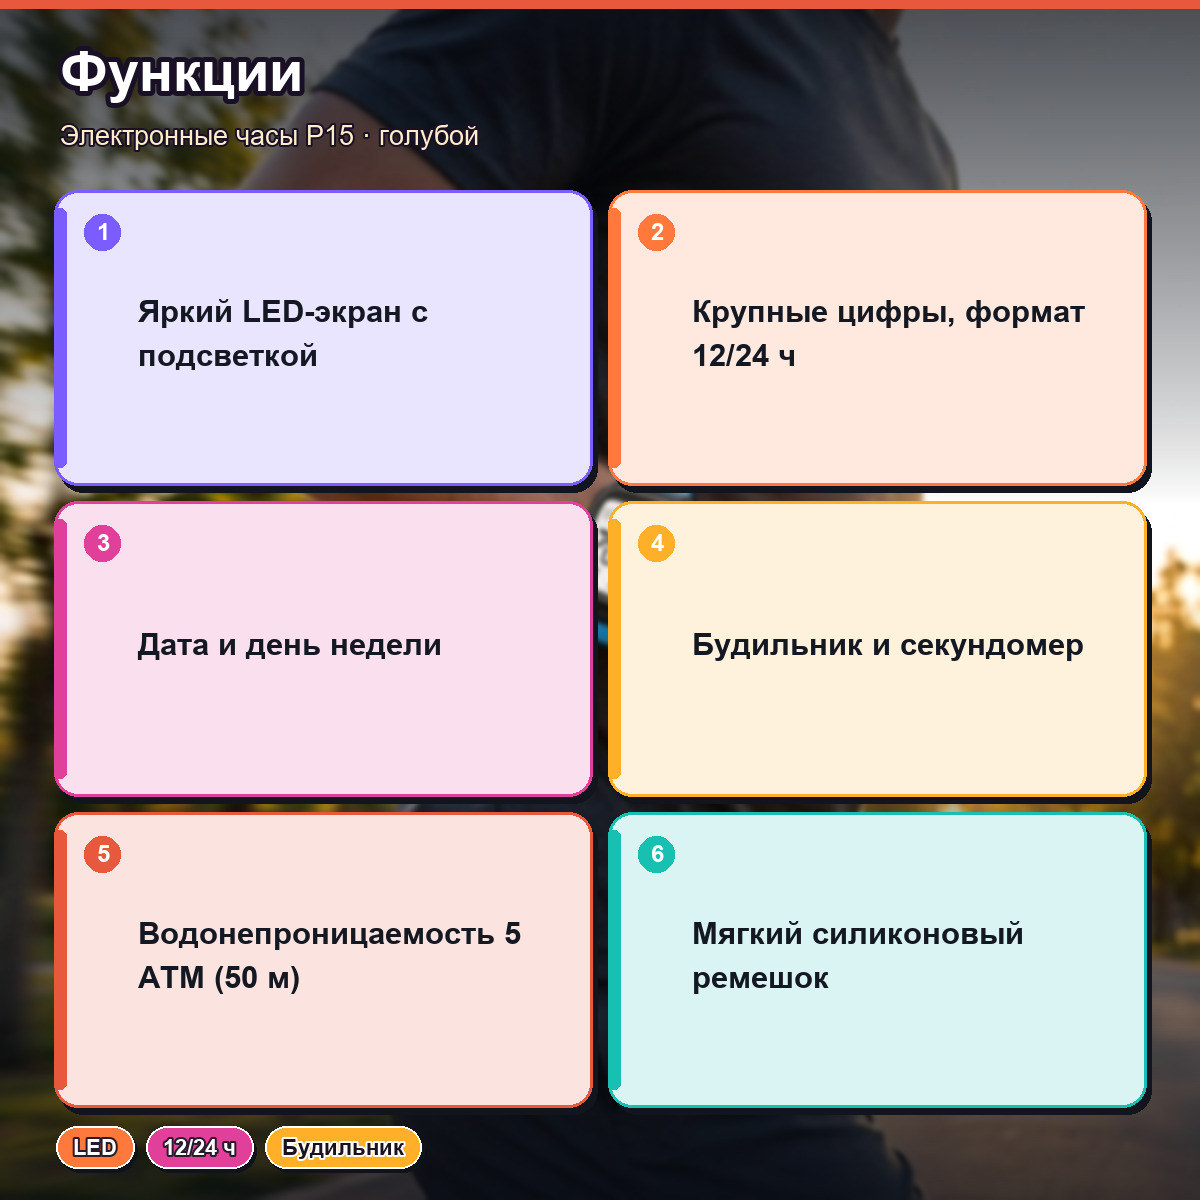 Функции
Электронные часы P15 · голубой
1
Яркий LED-экран с
подсветкой
2
Крупные цифры, формат
12/24 ч
3
Дата и день недели
4
Будильник и секундомер
5
Водонепроницаемость 5
ATM (50 м)
6
Мягкий силиконовый
ремешок
LED
12/24 ч
Будильник